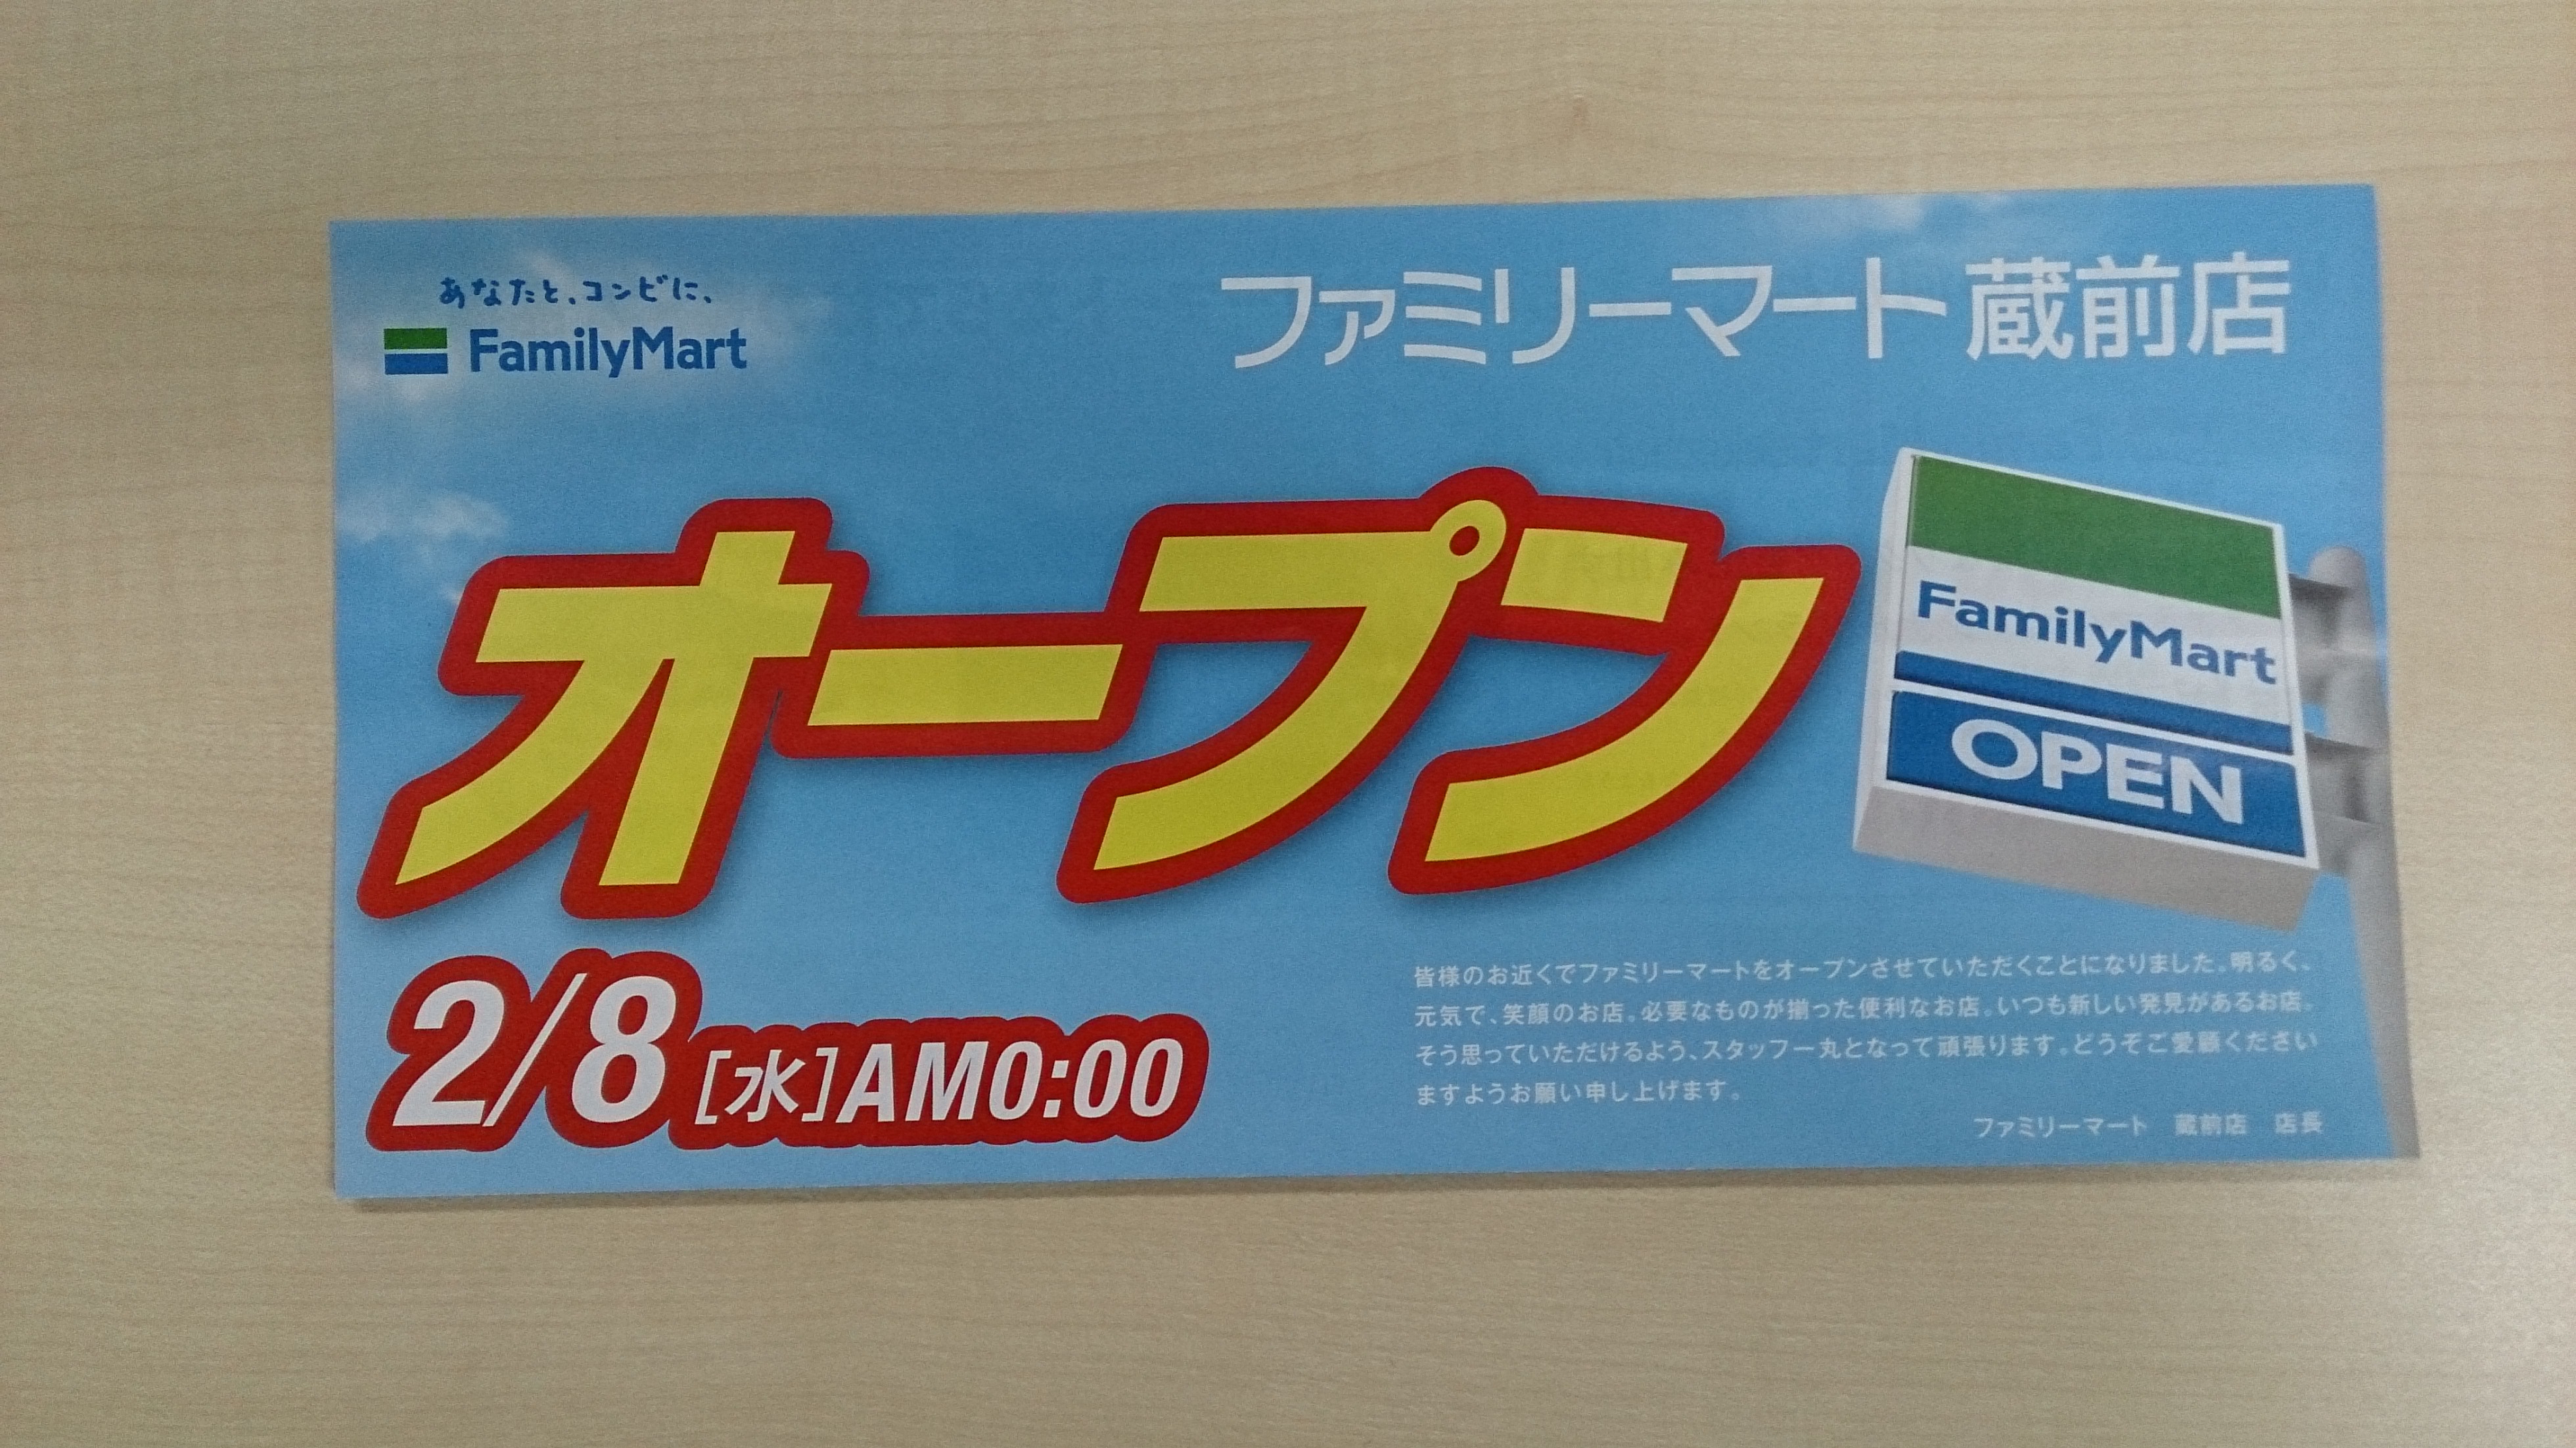 あなたと、コンビに、
FamilyMart
ファミリーマート 蔵前店
オープン
FamilyMart
OPEN
2/8[水]AM0:00
皆様のお近くでファミリーマートをオープンさせていただくことになりました。明るく、
元気で、笑顔のお店。必要なものが揃った便利なお店。いつも新しい発見があるお店。
そう思っていただけるよう、スタッフ一丸となって頑張ります。どうぞご愛顧ください
ますようお願い申し上げます。
ファミリーマート 蔵前店 店長